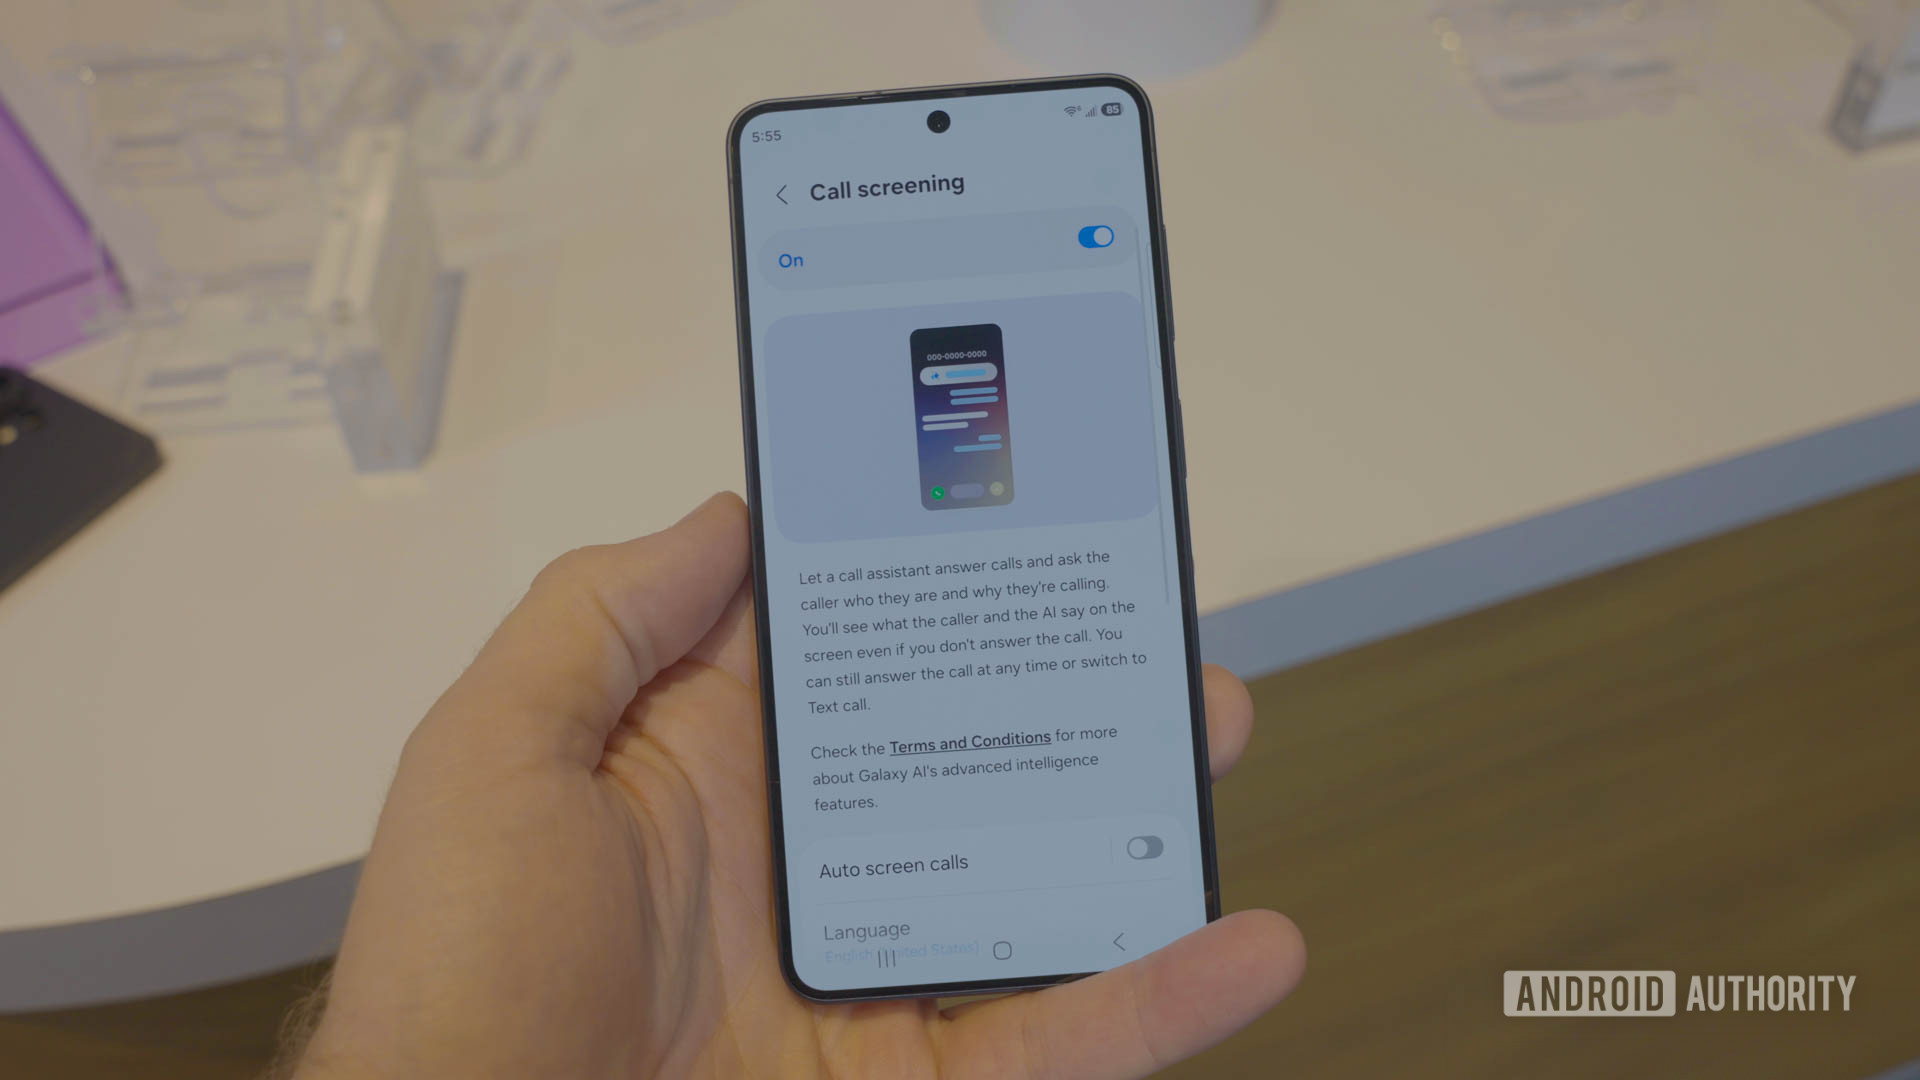 5:55
85
Call screening
On
000-0000-0000
Let a call assistant answer calls and ask the
caller who they are and why they're calling.
You'll see what the caller and the AI say on the
screen even if you don't answer the call. You
can still answer the call at any time or switch to
Text call.
Check the Terms and Conditions for more
about Galaxy AI's advanced intelligence
features.
Auto screen calls
Language
English (United States)
ANDROID AUTHORITY